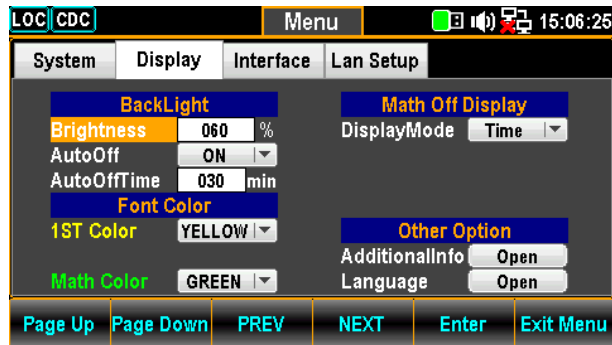 LOC CDC Menu 15:06:25
System Display Interface Lan Setup
BackLight Math Off Display
Brightness 060 % DisplayMode Time
AutoOff ON
AutoOffTime 030 min
Font Color
1ST Color YELLOW Other Option
AdditionalInfo Open
Math Color GREEN Language Open
Page Up Page Down PREV NEXT Enter Exit Menu